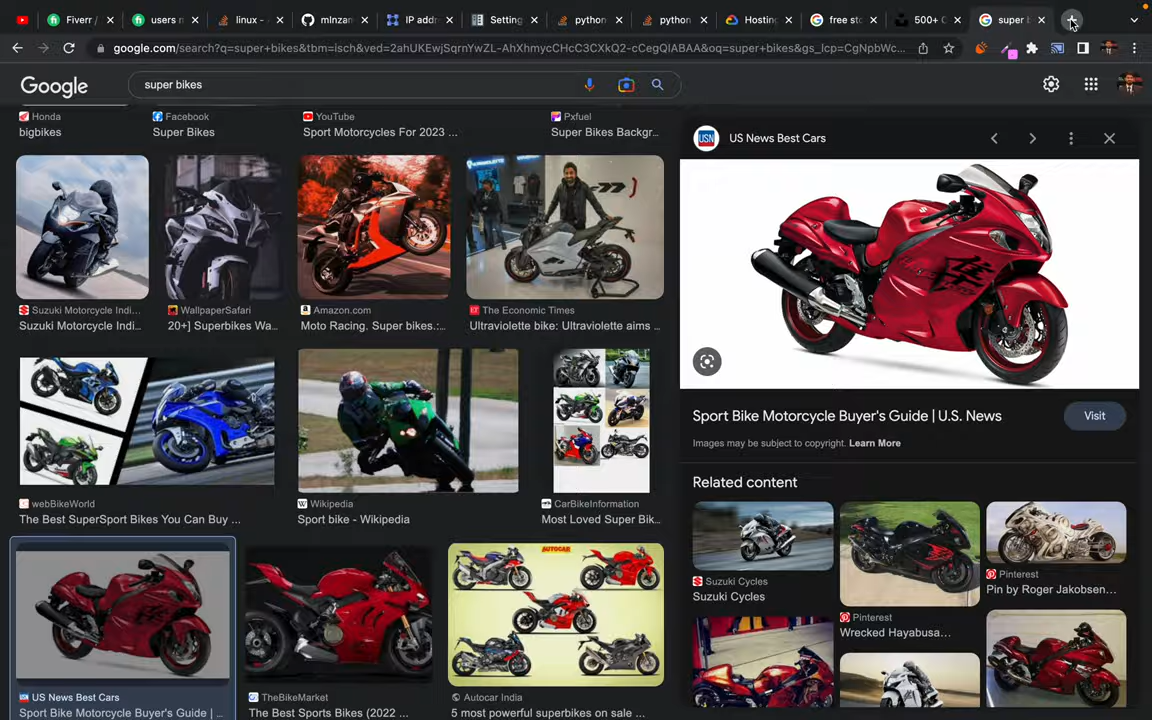 Fiverr /
users n
linux -
mlnzan
IP addr
Setting
python
python
Hosting
free sto
500+ C
super b
google.com/search?q=super+bikes&tbm=isch&ved=2ahUKEwjSqrnYwZL-AhXhmycCHcC3CXkQ2-cCegQIABAA&oq=super+bikes&gs_lcp=CgNpbWc...
Google
super bikes
Honda
bigbikes
Facebook
Super Bikes
YouTube
Sport Motorcycles For 2023 ...
Pxfuel
Super Bikes Backgr...
Suzuki Motorcycle Indi...
Suzuki Motorcycle Indi...
WallpaperSafari
20+] Superbikes Wa...
Amazon.com
Moto Racing. Super bikes.:...
The Economic Times
Ultraviolette bike: Ultraviolette aims ...
webBikeWorld
The Best SuperSport Bikes You Can Buy ...
Wikipedia
Sport bike - Wikipedia
CarBikeInformation
Most Loved Super Bik...
AUTOCAR
US News Best Cars
Sport Bike Motorcycle Buyer's Guide | ...
TheBikeMarket
The Best Sports Bikes (2022 ...
Autocar India
5 most powerful superbikes on sale ...
USN
US News Best Cars
Sport Bike Motorcycle Buyer's Guide | U.S. News
Visit
Images may be subject to copyright. Learn More
Related content
Suzuki Cycles
Suzuki Cycles
Pinterest
Wrecked Hayabusa...
Pinterest
Pin by Roger Jakobsen...